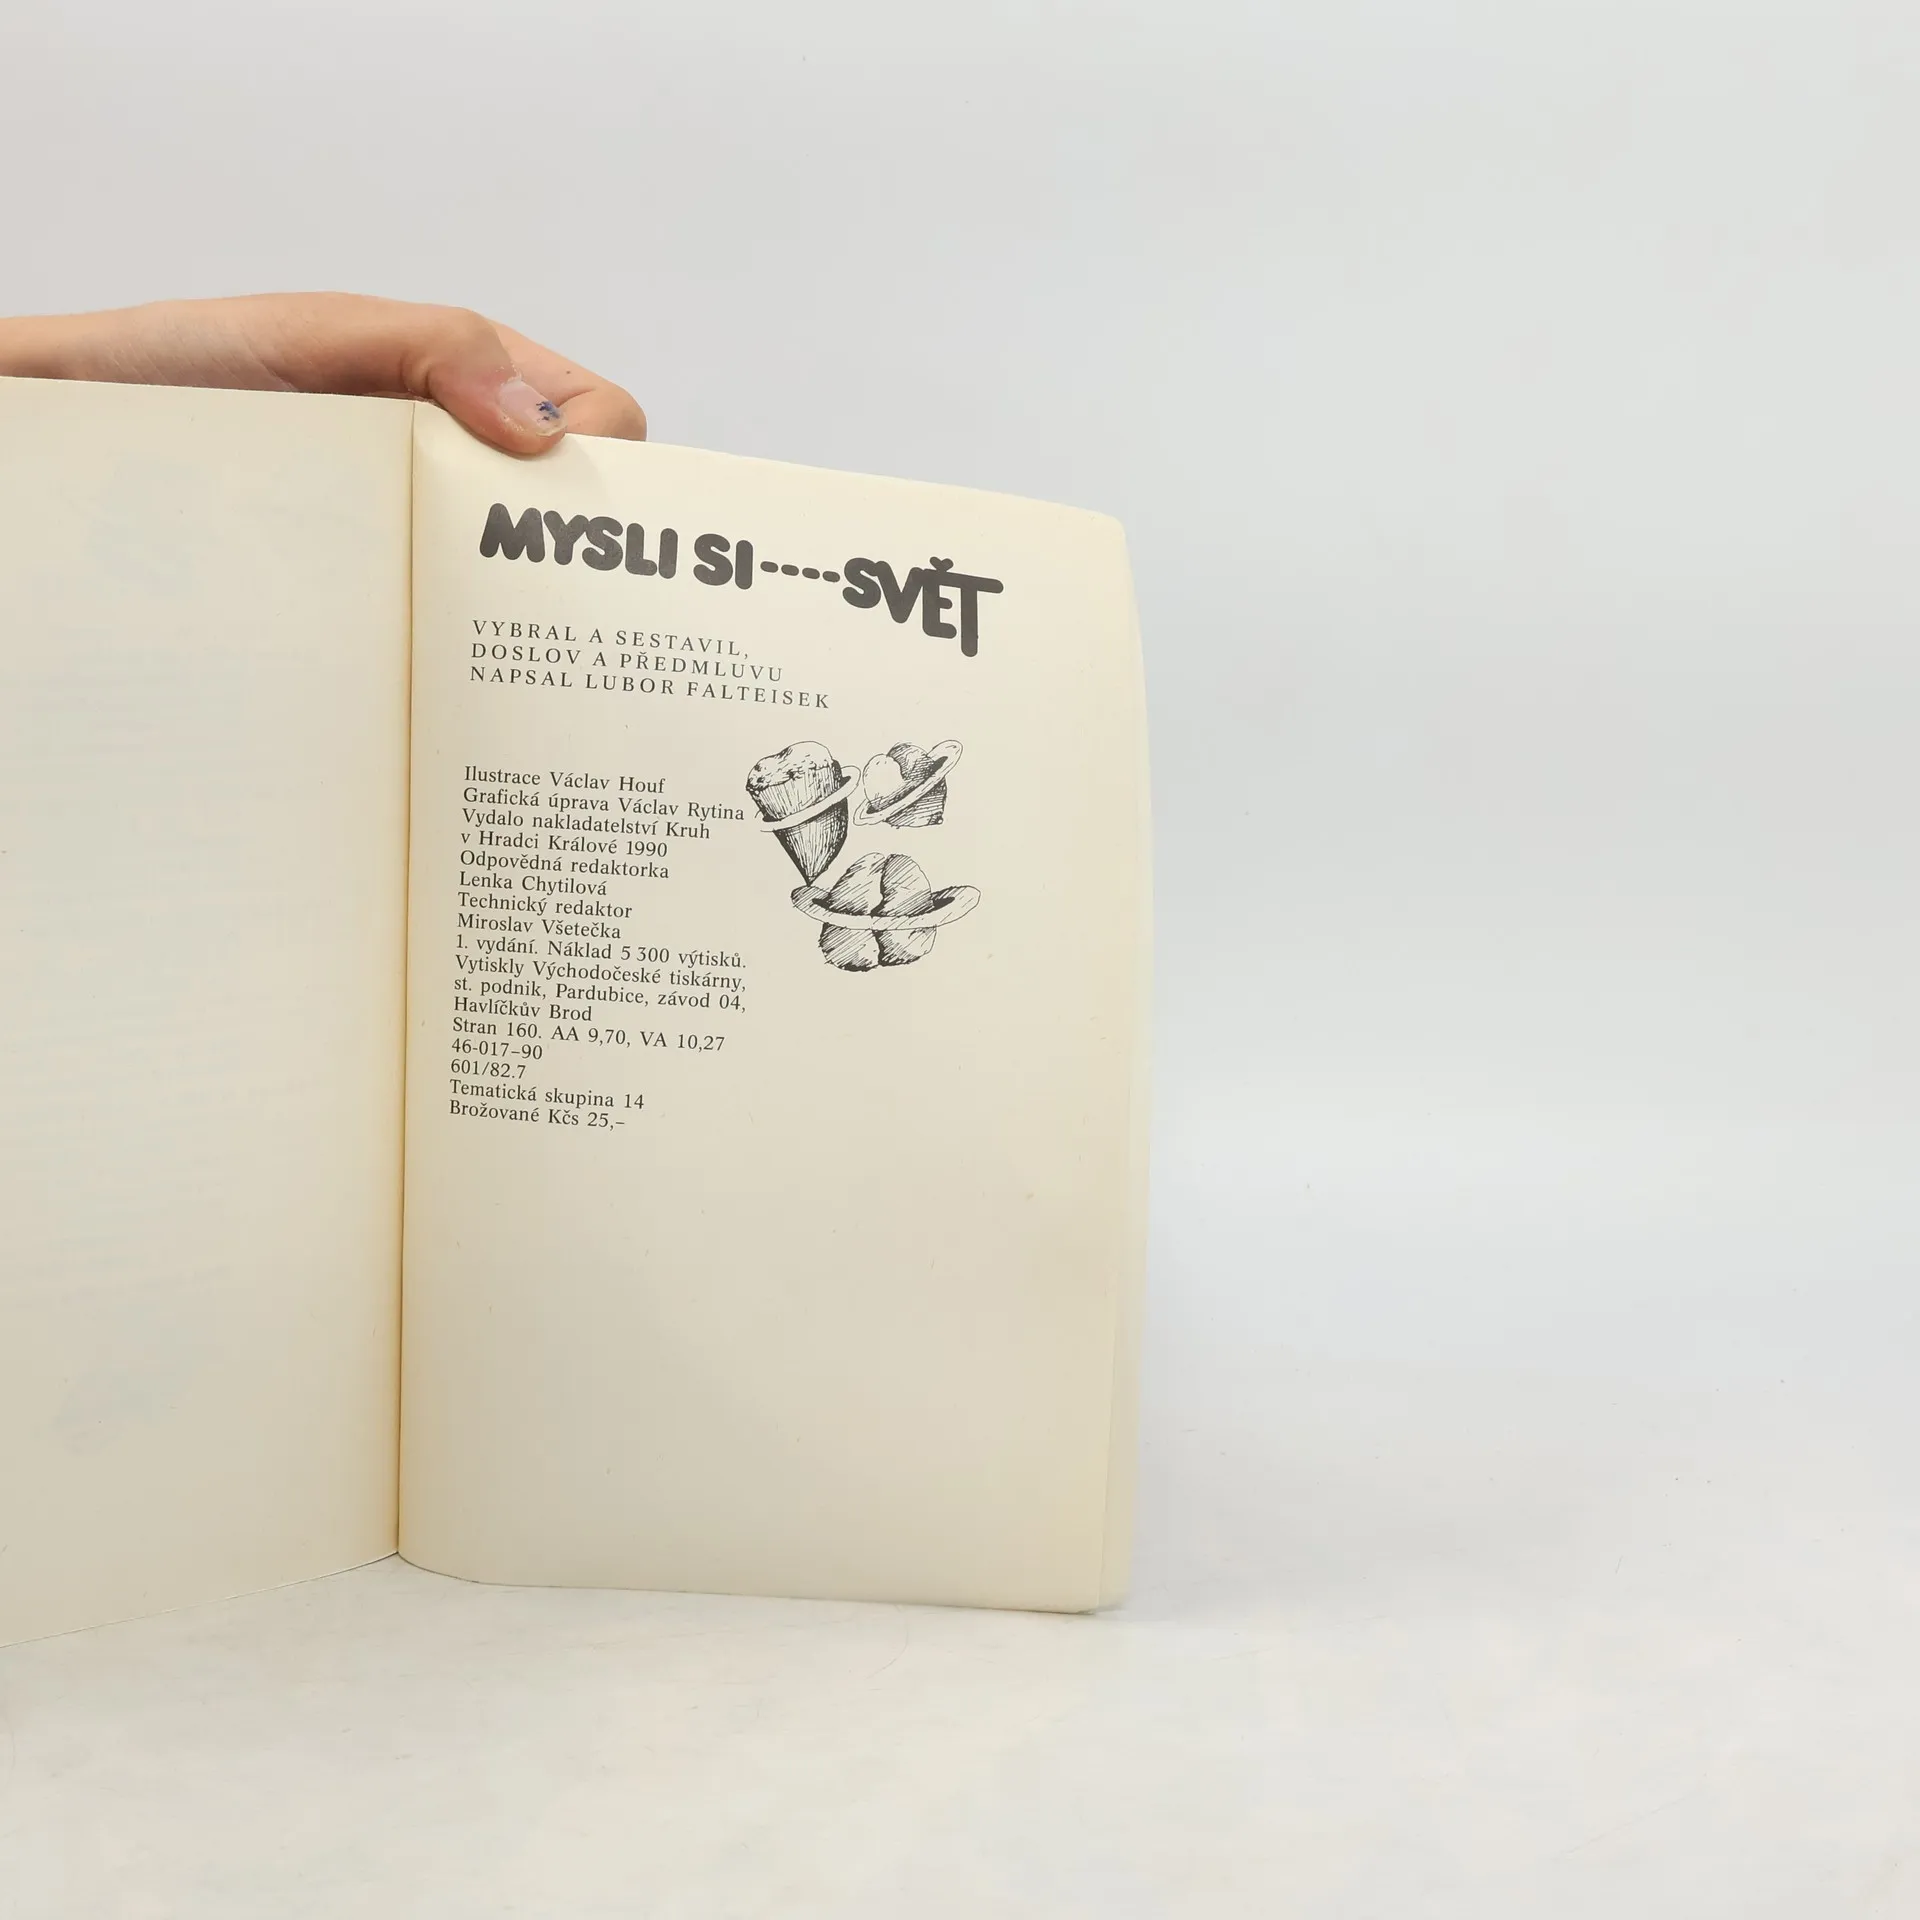 MYSLI SI----SVĚT
VYBRAL A SESTAVIL,
DOSLOV A PŘEDMLUVU
NAPSAL LUBOR FALTEISEK
Ilustrace Václav Houf
Grafická úprava Václav Rytina
Vydalo nakladatelství Kruh
v Hradci Králové 1990
Odpovědná redaktorka
Lenka Chytilová
Technický redaktor
Miroslav Všetečka
1. vydání. Náklad 5 300 výtisků.
Vytiskly Východočeské tiskárny,
st. podnik, Pardubice, závod 04,
Havlíčkův Brod
Stran 160. AA 9,70, VA 10,27
46-017–90
601/82.7
Tematická skupina 14
Brožované Kčs 25,–